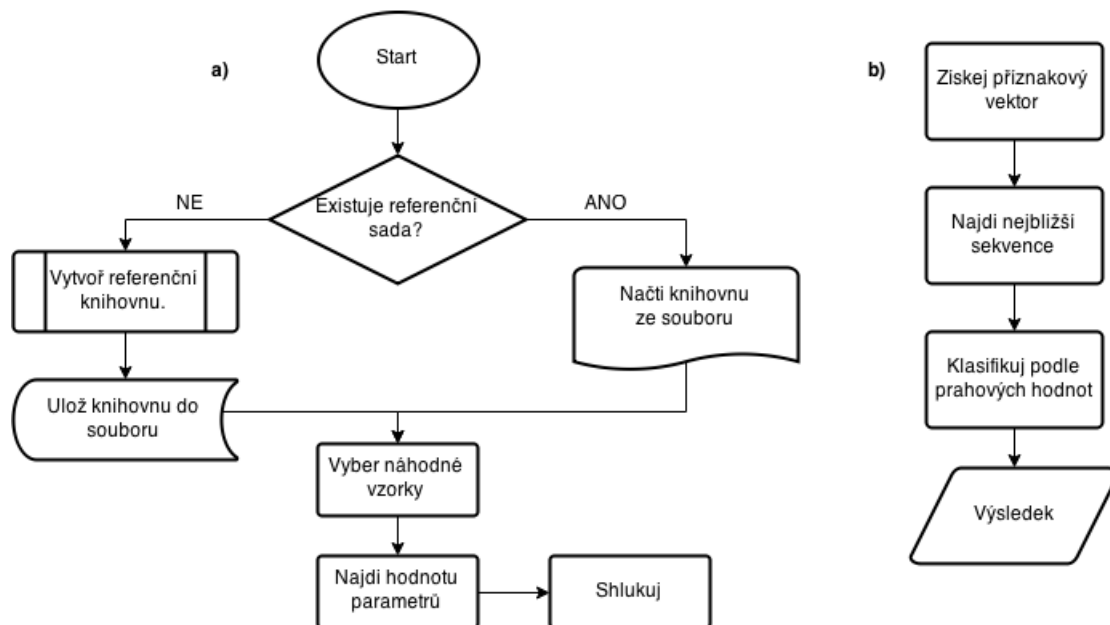 a)
Start
Existuje referenční
sada?
NE
ANO
Vytvoř referenční
knihovnu.
Načti knihovnu
ze souboru
Ulož knihovnu do
souboru
Vyber náhodné
vzorky
Najdi hodnotu
parametrů
Shlukuj
b)
Získej příznakový
vektor
Najdi nejbližší
sekvence
Klasifikuj podle
prahových hodnot
Výsledek